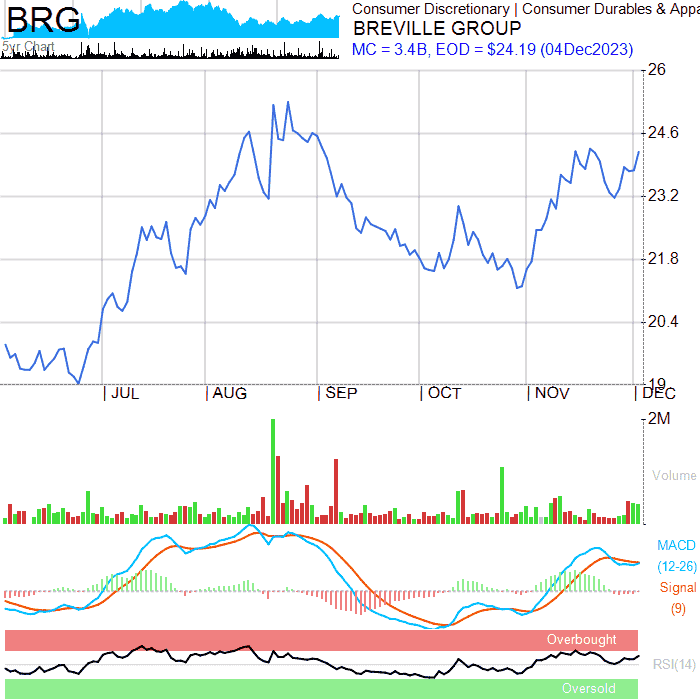 BRG
5yr Chart
Consumer Discretionary | Consumer Durables & Appa
BREVILLE GROUP
MC = 3.4B, EOD = $24.19 (04Dec2023)
26
24.6
23.2
21.8
20.4
19
JUL AUG SEP OCT NOV DEC
2M
Volume
MACD
(12-26)
Signal
(9)
Overbought
RSI(14)
Oversold